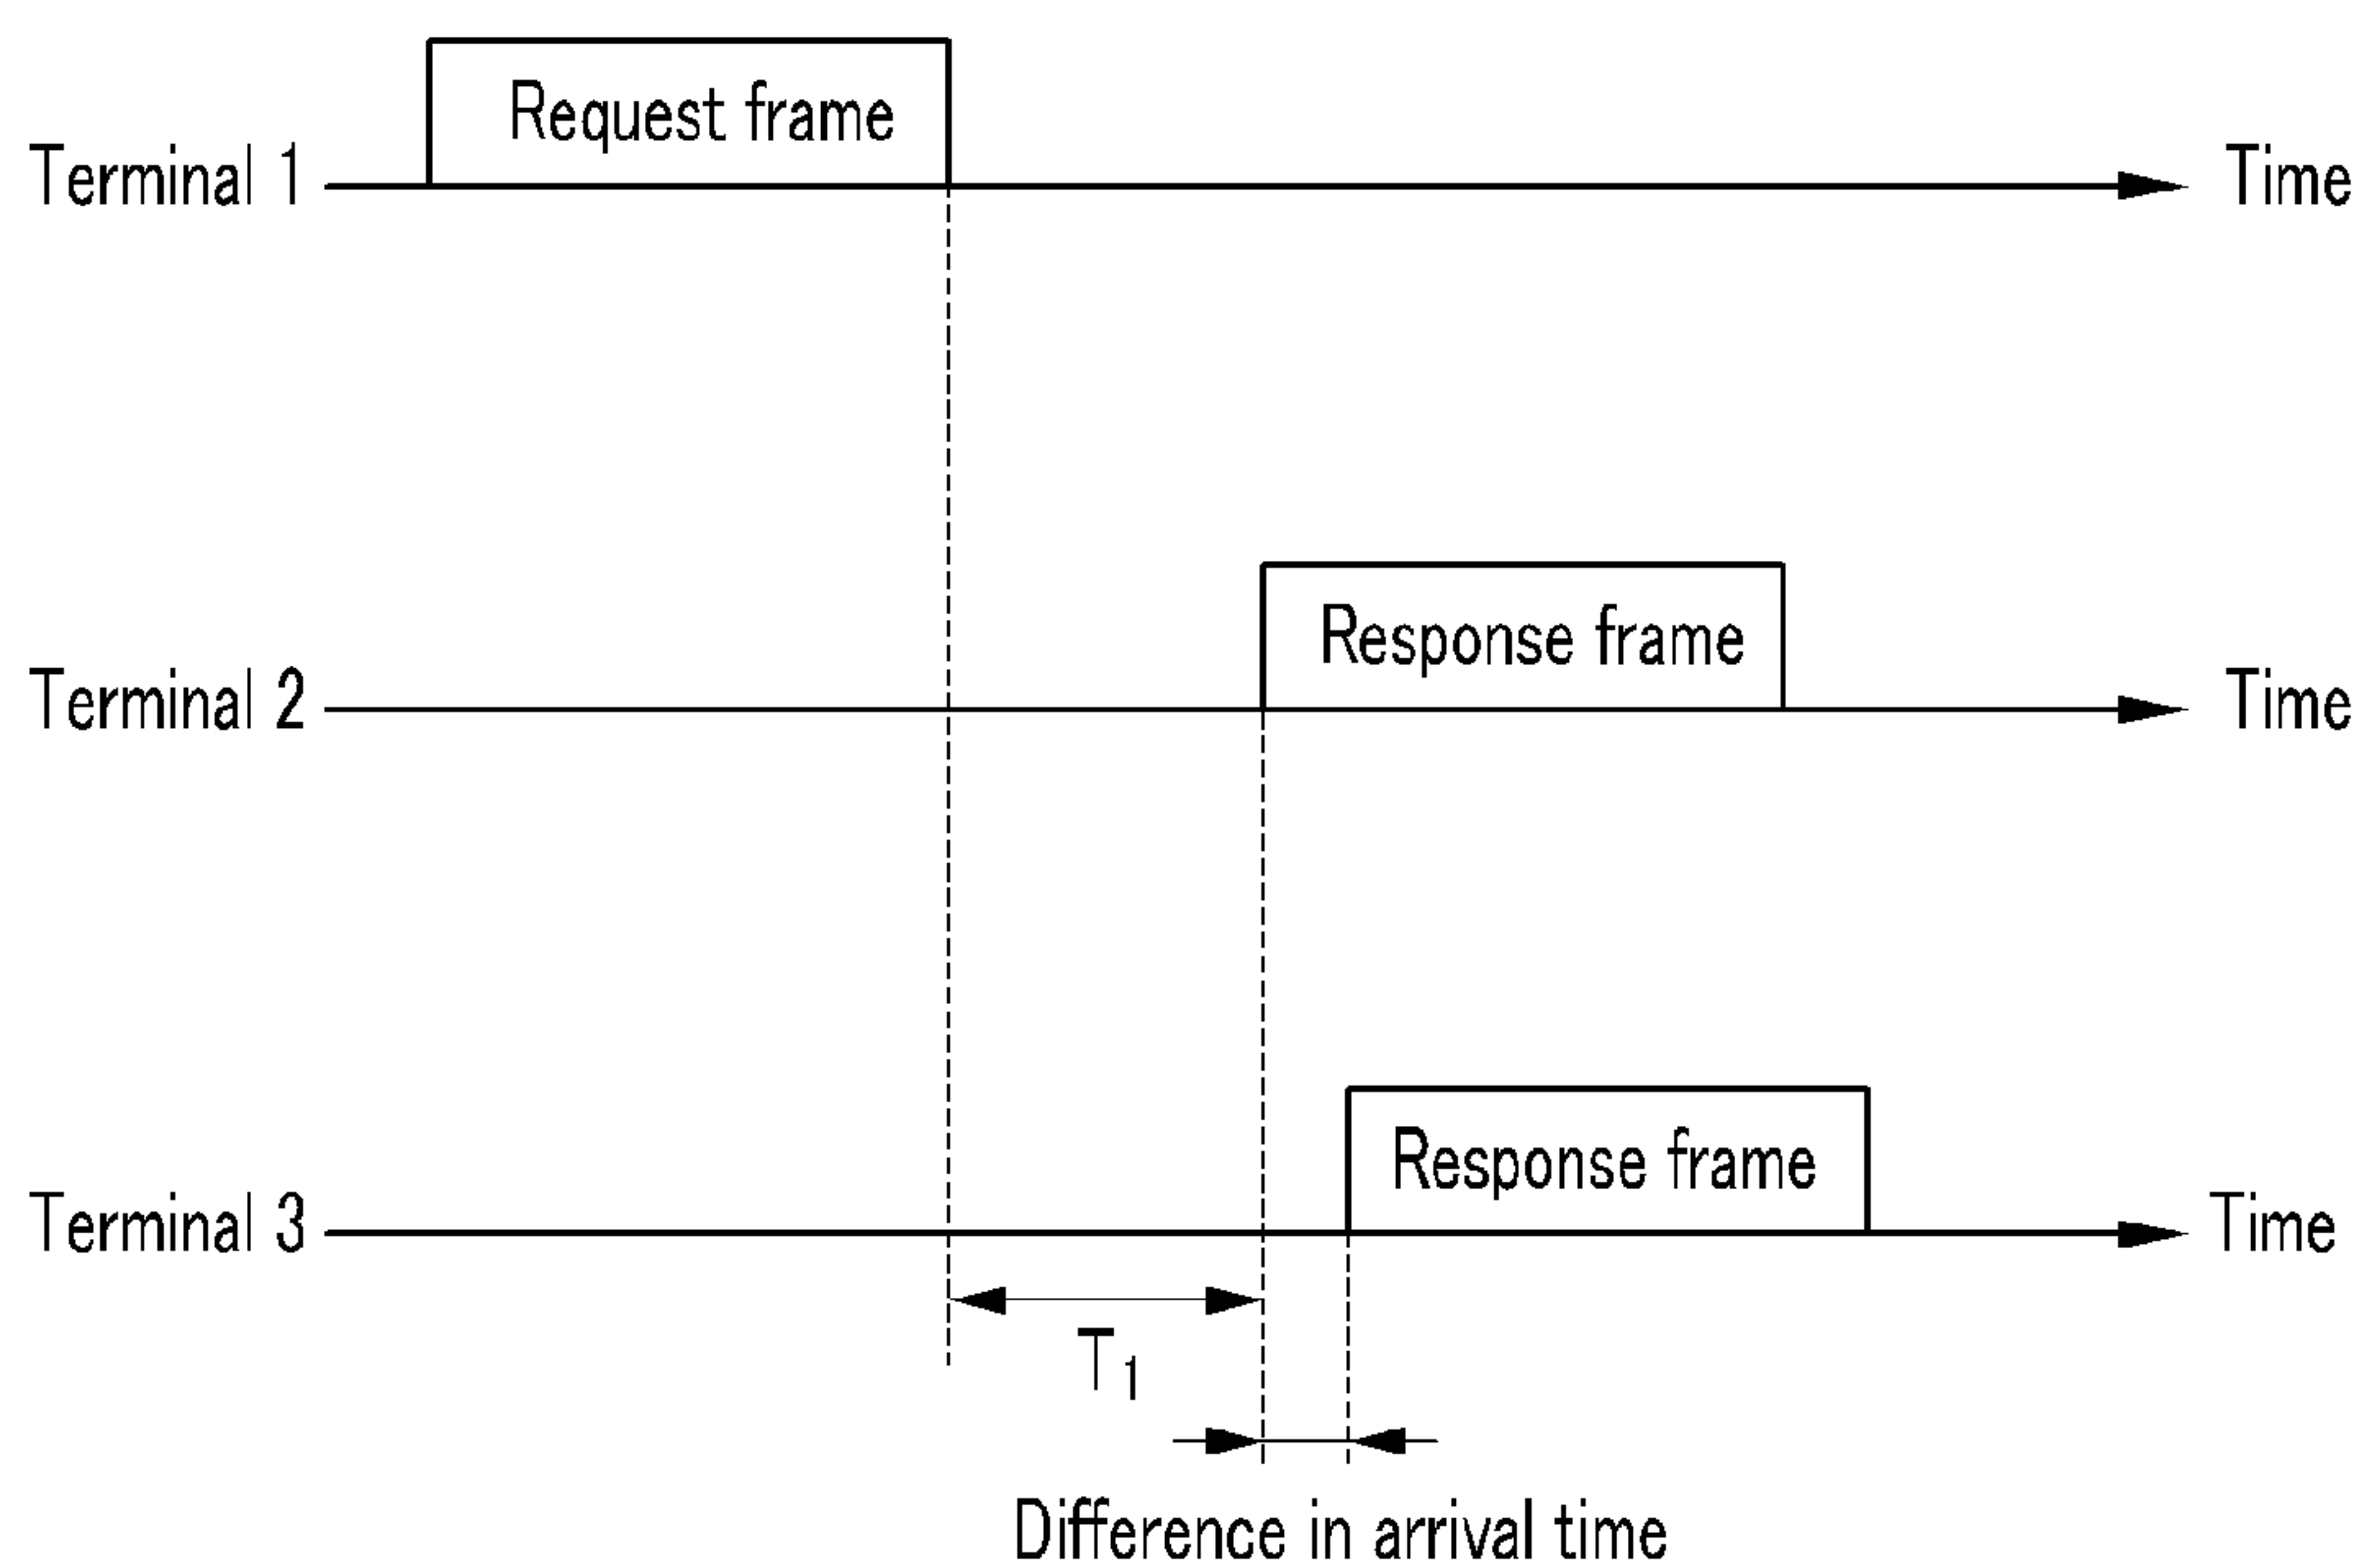 Request frame
Terminal 1
Time
Response frame
Terminal 2
Time
Response frame
Terminal 3
Time
T1
Difference in arrival time